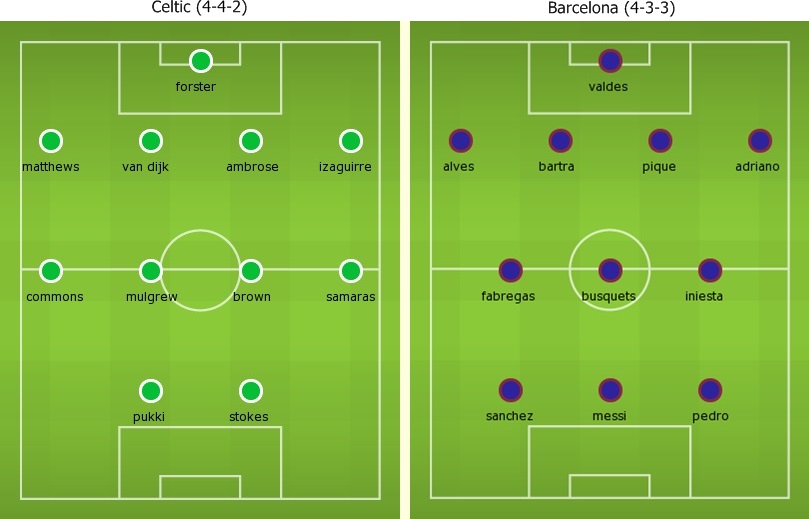 Celtic (4-4-2)
forster
matthews van dijk ambrose izaguirre
commons mulgrew brown samaras
pukki stokes
Barcelona (4-3-3)
valdes
alves bartra pique adriano
fabregas busquets iniesta
sanchez messi pedro